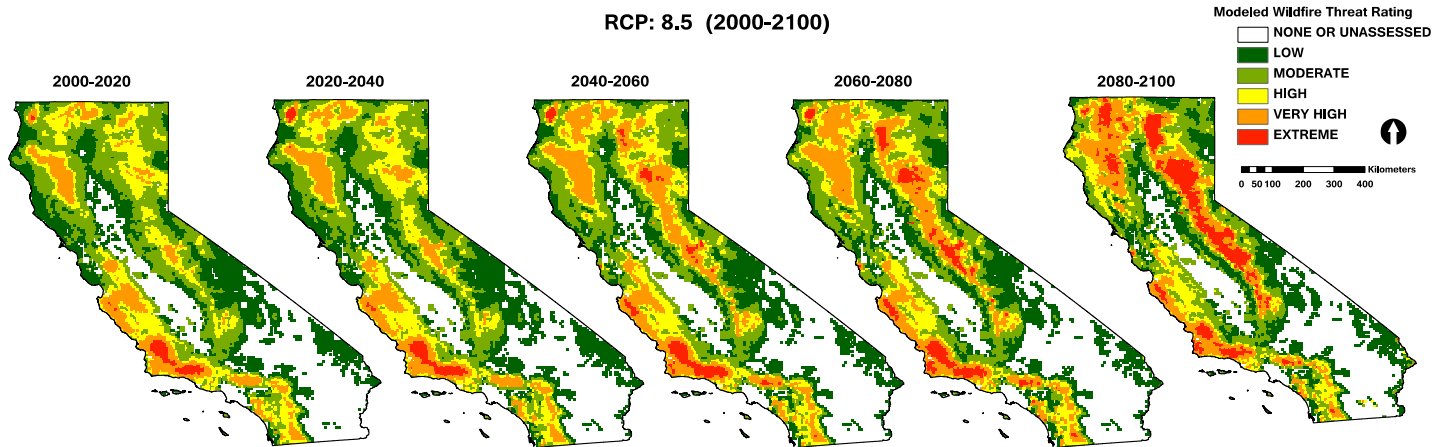 RCP: 8.5 (2000-2100)
Modeled Wildfire Threat Rating
NONE OR UNASSESSED
LOW
MODERATE
HIGH
VERY HIGH
EXTREME
Kilometers
0 50 100 200 300 400
2000-2020
2020-2040
2040-2060
2060-2080
2080-2100